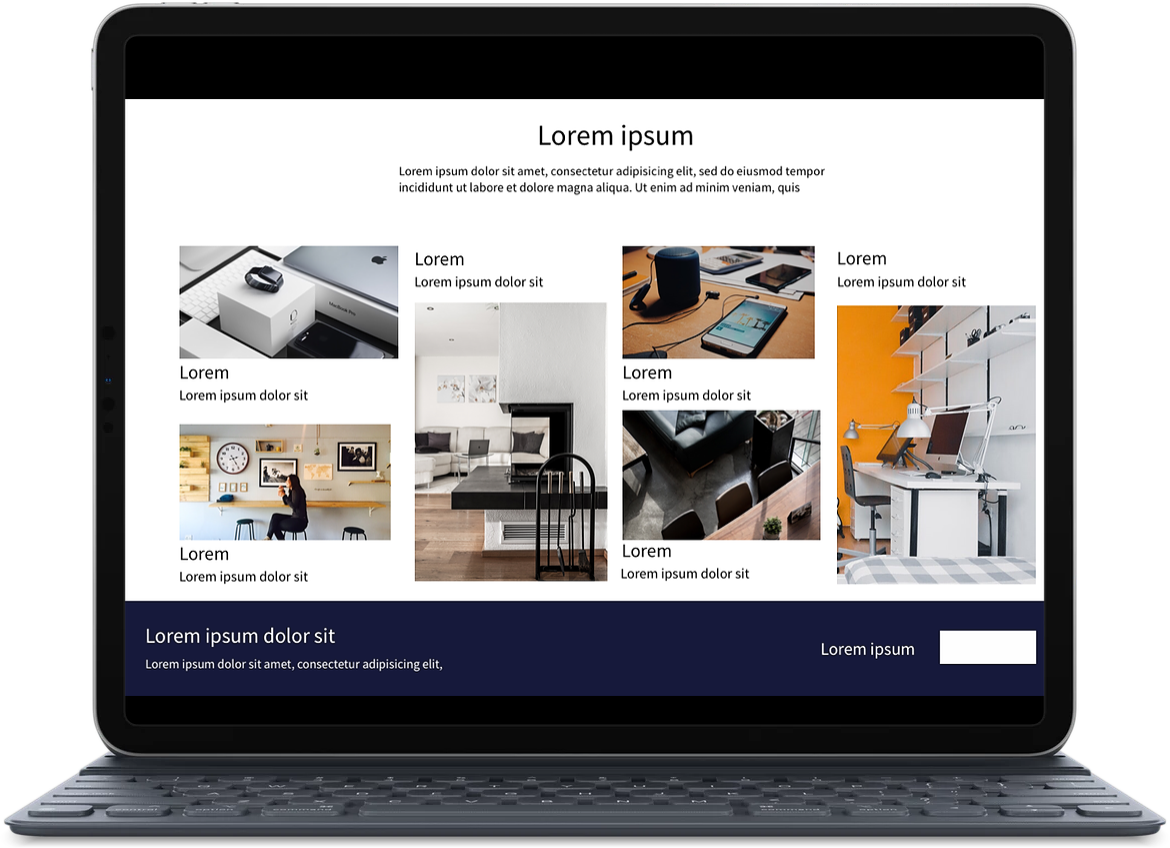 Lorem ipsum
Lorem ipsum dolor sit amet, consectetur adipisicing elit, sed do eiusmod tempor
incididunt ut labore et dolore magna aliqua. Ut enim ad minim veniam, quis
MacBook Pro
Lorem
Lorem ipsum dolor sit
Lorem
Lorem ipsum dolor sit
Lorem
Lorem ipsum dolor sit
Lorem
Lorem ipsum dolor sit
Lorem
Lorem ipsum dolor sit
Lorem
Lorem ipsum dolor sit
Lorem ipsum dolor sit
Lorem ipsum dolor sit amet, consectetur adipisicing elit,
Lorem ipsum